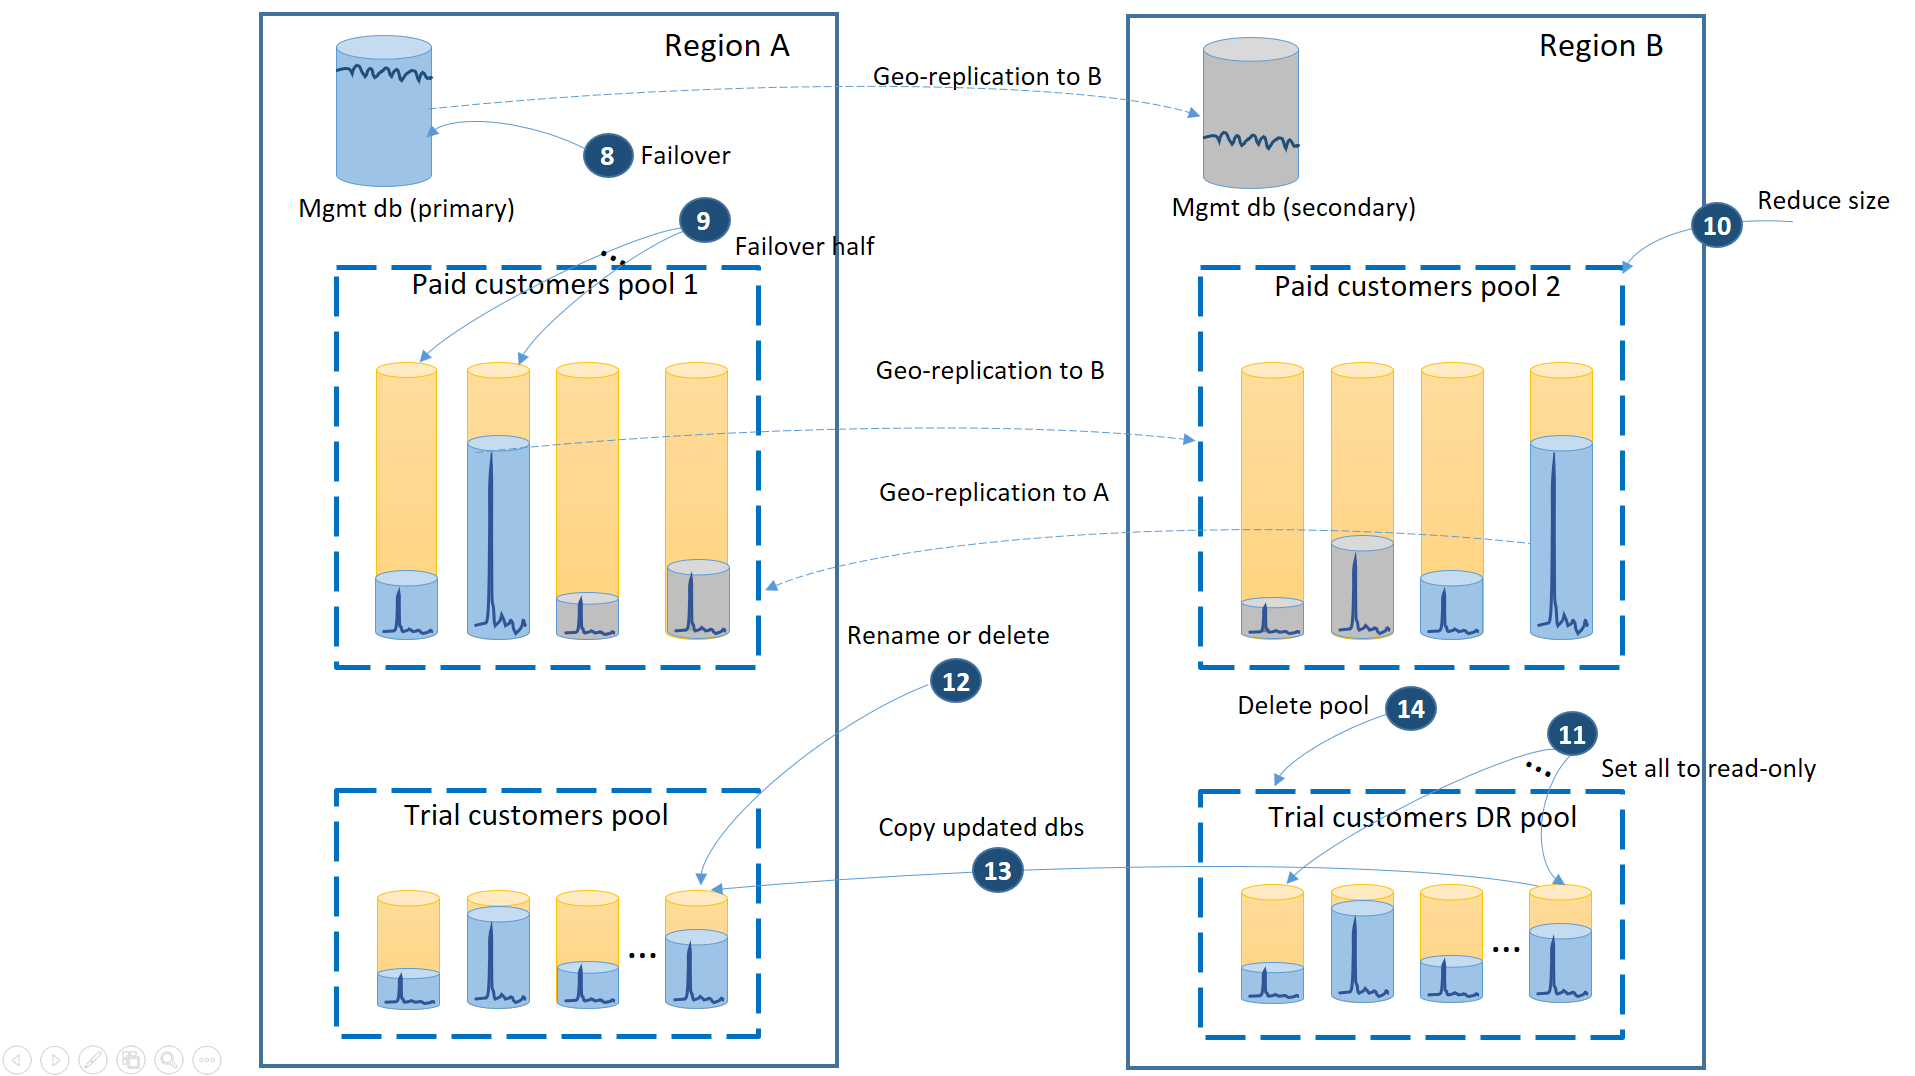 Region A
Region B
Geo-replication to B
8 Failover
Mgmt db (primary)
Mgmt db (secondary)
Reduce size
10
9
...
Failover half
Paid customers pool 1
Paid customers pool 2
Geo-replication to B
Geo-replication to A
Rename or delete
12
Delete pool 14
11
...
Set all to read-only
Trial customers pool
Trial customers DR pool
Copy updated dbs
13
...
...